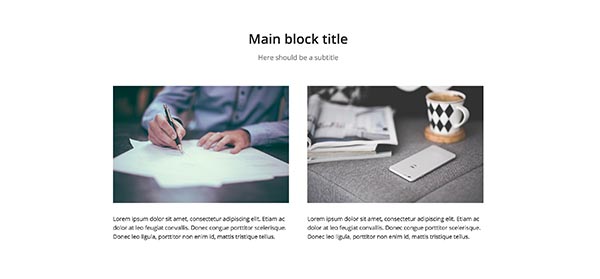 Main block title
Here should be a subtitle
Lorem ipsum dolor sit amet, consectetur adipiscing elit. Etiam ac
dolor et leo feugiat convallis. Donec congue porttitor scelerisque.
Donec leo ligula, porttitor non enim id, mattis tristique tellus.
Lorem ipsum dolor sit amet, consectetur adipiscing elit. Etiam ac
dolor et leo feugiat convallis. Donec congue porttitor scelerisque.
Donec leo ligula, porttitor non enim id, mattis tristique tellus.